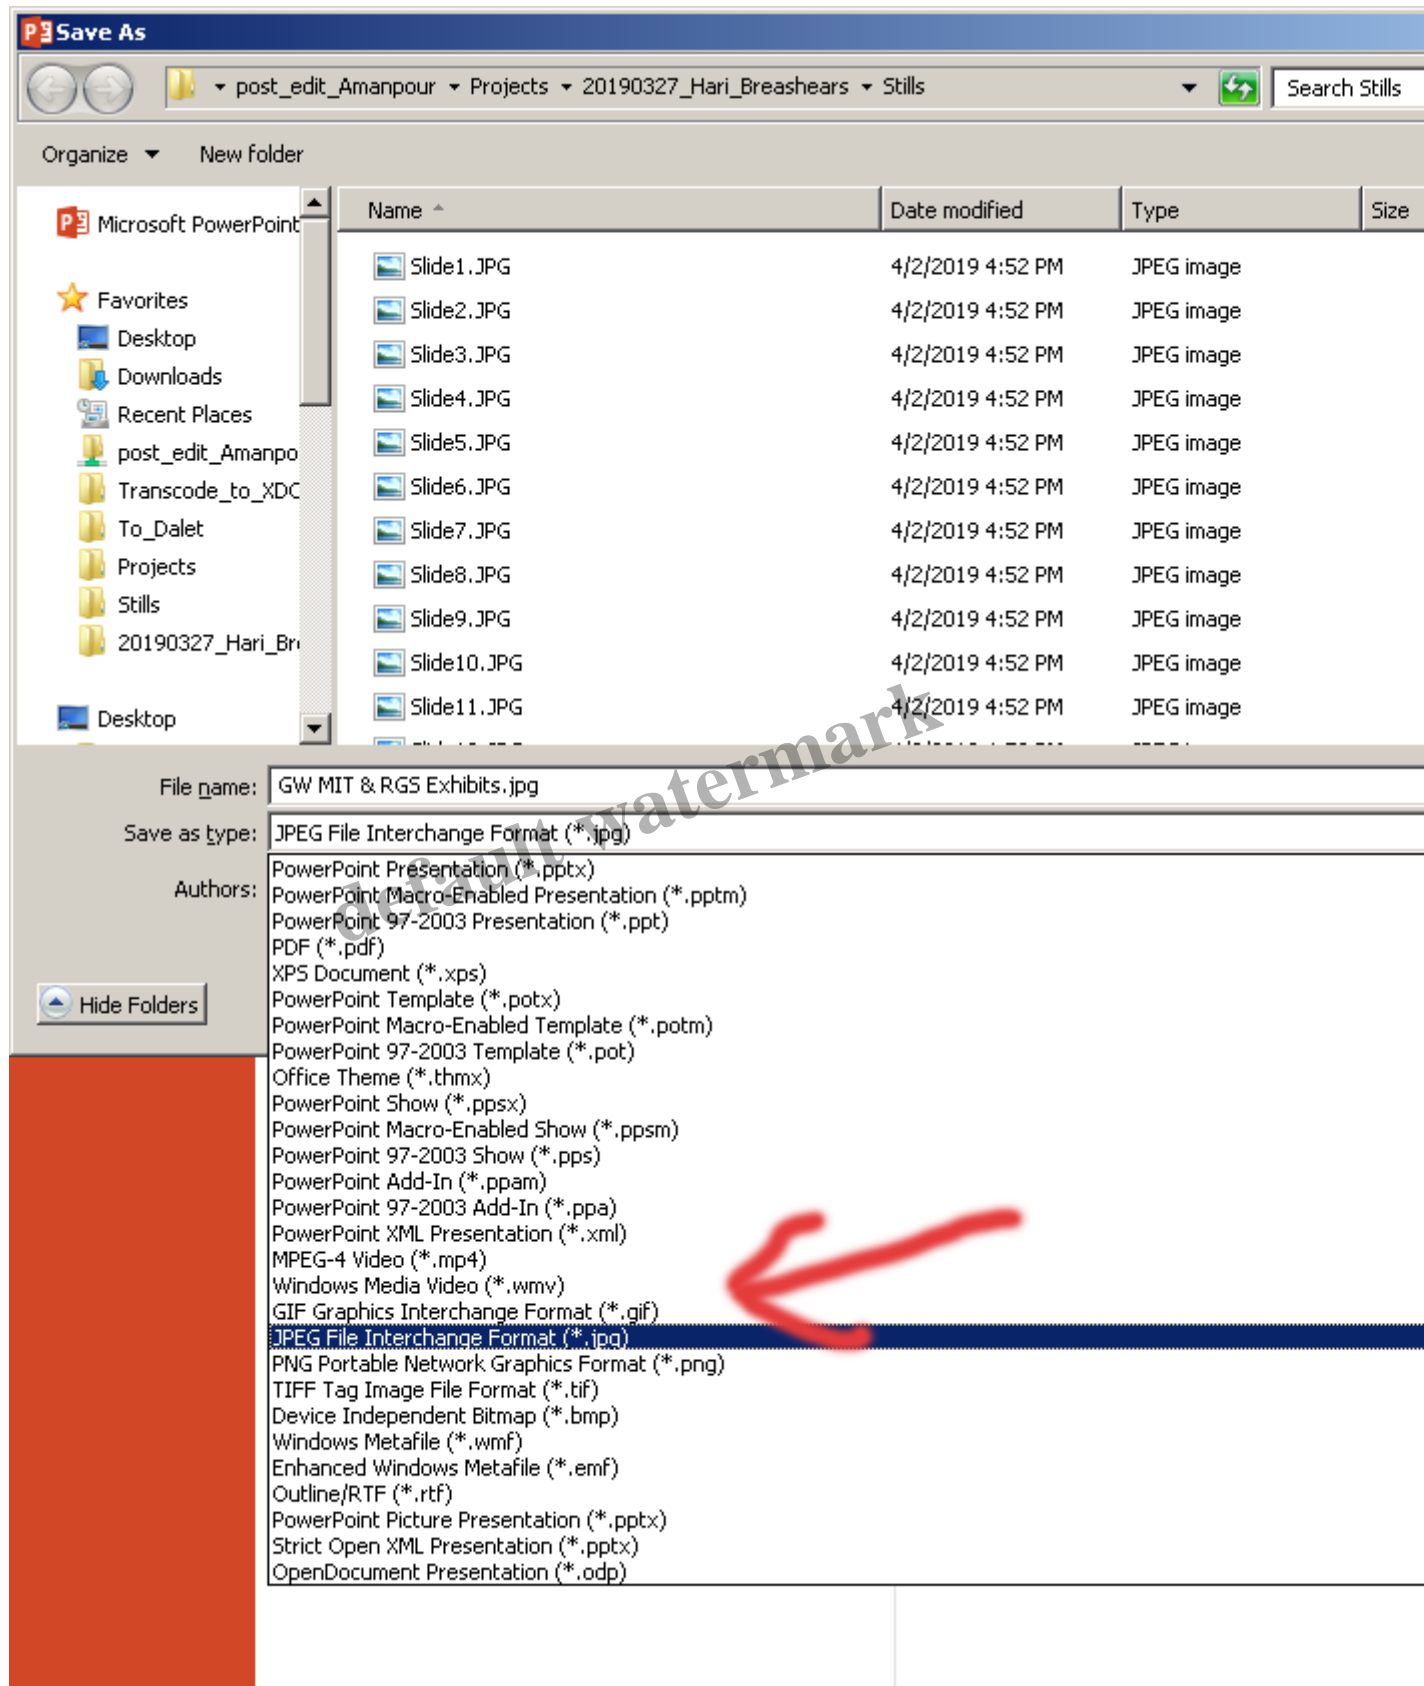 Save As
post_edit_Amanpour Projects 20190327_Hari_Breashears Stills Search Stills
Organize New folder
Microsoft PowerPoint
Favorites
Desktop
Downloads
Recent Places
post_edit_Amanpo
Transcode_to_XDC
To_Dalet
Projects
Stills
20190327_Hari_Br
Desktop
Name Date modified Type Size
Slide1.JPG 4/2/2019 4:52 PM JPEG image
Slide2.JPG 4/2/2019 4:52 PM JPEG image
Slide3.JPG 4/2/2019 4:52 PM JPEG image
Slide4.JPG 4/2/2019 4:52 PM JPEG image
Slide5.JPG 4/2/2019 4:52 PM JPEG image
Slide6.JPG 4/2/2019 4:52 PM JPEG image
Slide7.JPG 4/2/2019 4:52 PM JPEG image
Slide8.JPG 4/2/2019 4:52 PM JPEG image
Slide9.JPG 4/2/2019 4:52 PM JPEG image
Slide10.JPG 4/2/2019 4:52 PM JPEG image
Slide11.JPG 4/2/2019 4:52 PM JPEG image
default watermark
File name: GW MIT & RGS Exhibits.jpg
Save as type: JPEG File Interchange Format (*.jpg)
Authors:
Hide Folders
PowerPoint Presentation (*.pptx)
PowerPoint Macro-Enabled Presentation (*.pptm)
PowerPoint 97-2003 Presentation (*.ppt)
PDF (*.pdf)
XPS Document (*.xps)
PowerPoint Template (*.potx)
PowerPoint Macro-Enabled Template (*.potm)
PowerPoint 97-2003 Template (*.pot)
Office Theme (*.thmx)
PowerPoint Show (*.ppsx)
PowerPoint Macro-Enabled Show (*.ppsm)
PowerPoint 97-2003 Show (*.pps)
PowerPoint Add-In (*.ppam)
PowerPoint 97-2003 Add-In (*.ppa)
PowerPoint XML Presentation (*.xml)
MPEG-4 Video (*.mp4)
Windows Media Video (*.wmv)
GIF Graphics Interchange Format (*.gif)
JPEG File Interchange Format (*.jpg)
PNG Portable Network Graphics Format (*.png)
TIFF Tag Image File Format (*.tif)
Device Independent Bitmap (*.bmp)
Windows Metafile (*.wmf)
Enhanced Windows Metafile (*.emf)
Outline/RTF (*.rtf)
PowerPoint Picture Presentation (*.pptx)
Strict Open XML Presentation (*.pptx)
OpenDocument Presentation (*.odp)